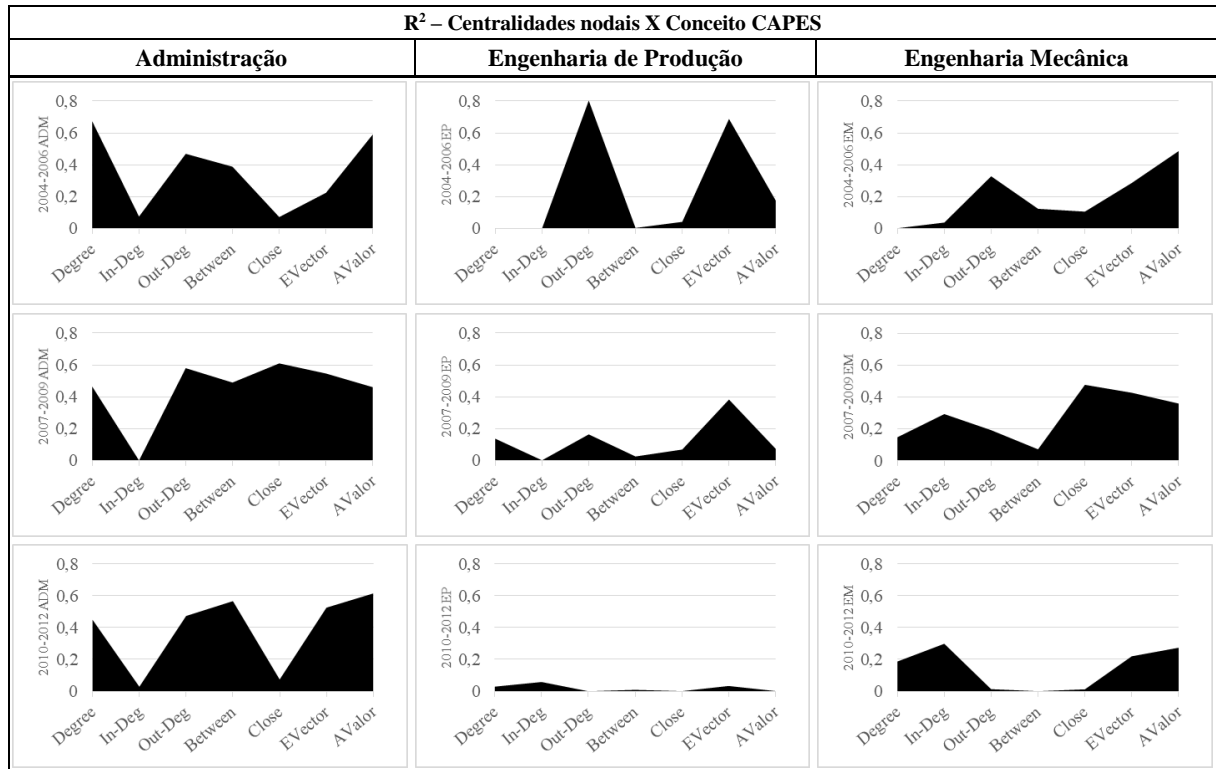 R² – Centralidades nodais X Conceito CAPES
Administração Engenharia de Produção Engenharia Mecânica
2004-2006 ADM
0,8
0,6
0,4
0,2
0
Degree In-Deg Out-Deg Between Close EVector AValor
2004-2006 EP
0,8
0,6
0,4
0,2
0
Degree In-Deg Out-Deg Between Close EVector AValor
2004-2006 EM
0,8
0,6
0,4
0,2
0
Degree In-Deg Out-Deg Between Close EVector AValor
2007-2009 ADM
0,8
0,6
0,4
0,2
0
Degree In-Deg Out-Deg Between Close EVector AValor
2007-2009 EP
0,8
0,6
0,4
0,2
0
Degree In-Deg Out-Deg Between Close EVector AValor
2007-2009 EM
0,8
0,6
0,4
0,2
0
Degree In-Deg Out-Deg Between Close EVector AValor
2010-2012 ADM
0,8
0,6
0,4
0,2
0
Degree In-Deg Out-Deg Between Close EVector AValor
2010-2012 EP
0,8
0,6
0,4
0,2
0
Degree In-Deg Out-Deg Between Close EVector AValor
2010-2012 EM
0,8
0,6
0,4
0,2
0
Degree In-Deg Out-Deg Between Close EVector AValor